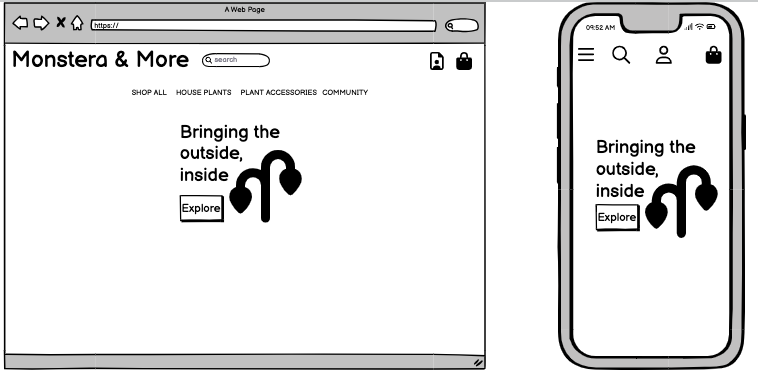 A Web Page
https://
Monstera & More
search
SHOP ALL HOUSE PLANTS PLANT ACCESSORIES COMMUNITY
Bringing the
outside,
inside
Explore
09:52 AM
Bringing the
outside,
inside
Explore